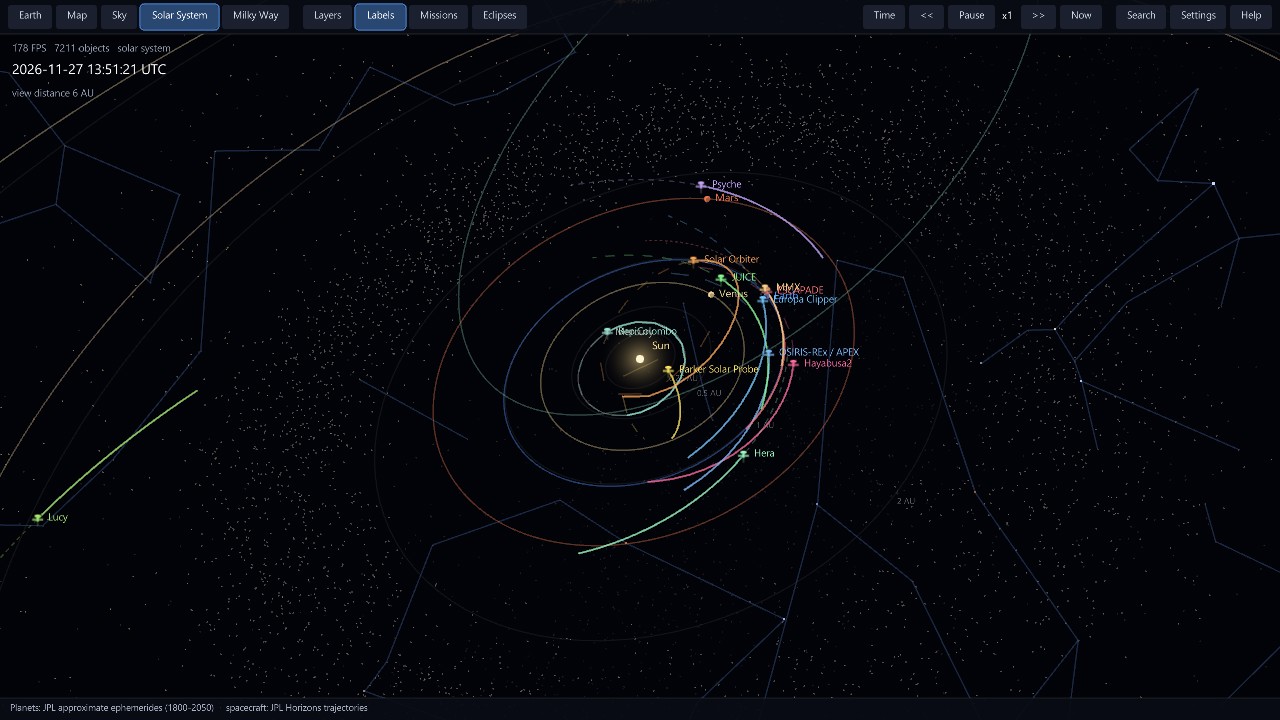 Earth Map Sky Solar System Milky Way Layers Labels Missions Eclipses Time << Pause x1 >> Now Search Settings Help
178 FPS 7211 objects solar system
2026-11-27 13:51:21 UTC
view distance 6 AU
Psyche
Mars
Solar Orbiter
JUICE
MMX
Venus
Europa Clipper
BepiColombo
Sun
OSIRIS-REx / APEX
Hayabusa2
Parker Solar Probe
0.5 AU
1 AU
Hera
2 AU
Lucy
Planets: JPL approximate ephemerides (1800-2050) spacecraft: JPL Horizons trajectories